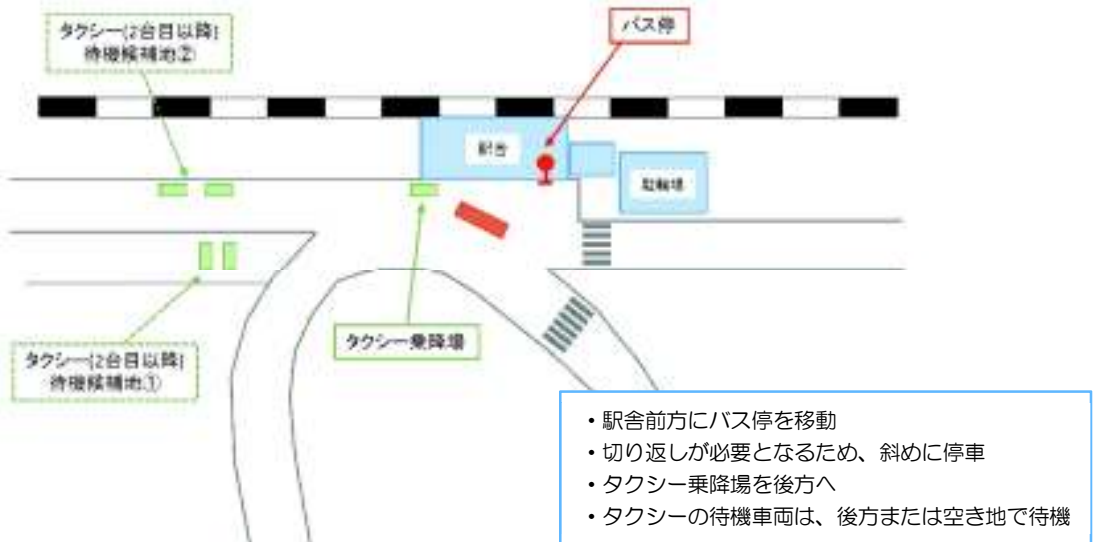 タクシー(2台目以降)
待機候補地②
バス停
駅舎
駐輪場
タクシー乗降場
タクシー(2台目以降)
待機候補地①
・駅舎前方にバス停を移動
・切り返しが必要となるため、斜めに停車
・タクシー乗降場を後方へ
・タクシーの待機車両は、後方または空き地で待機